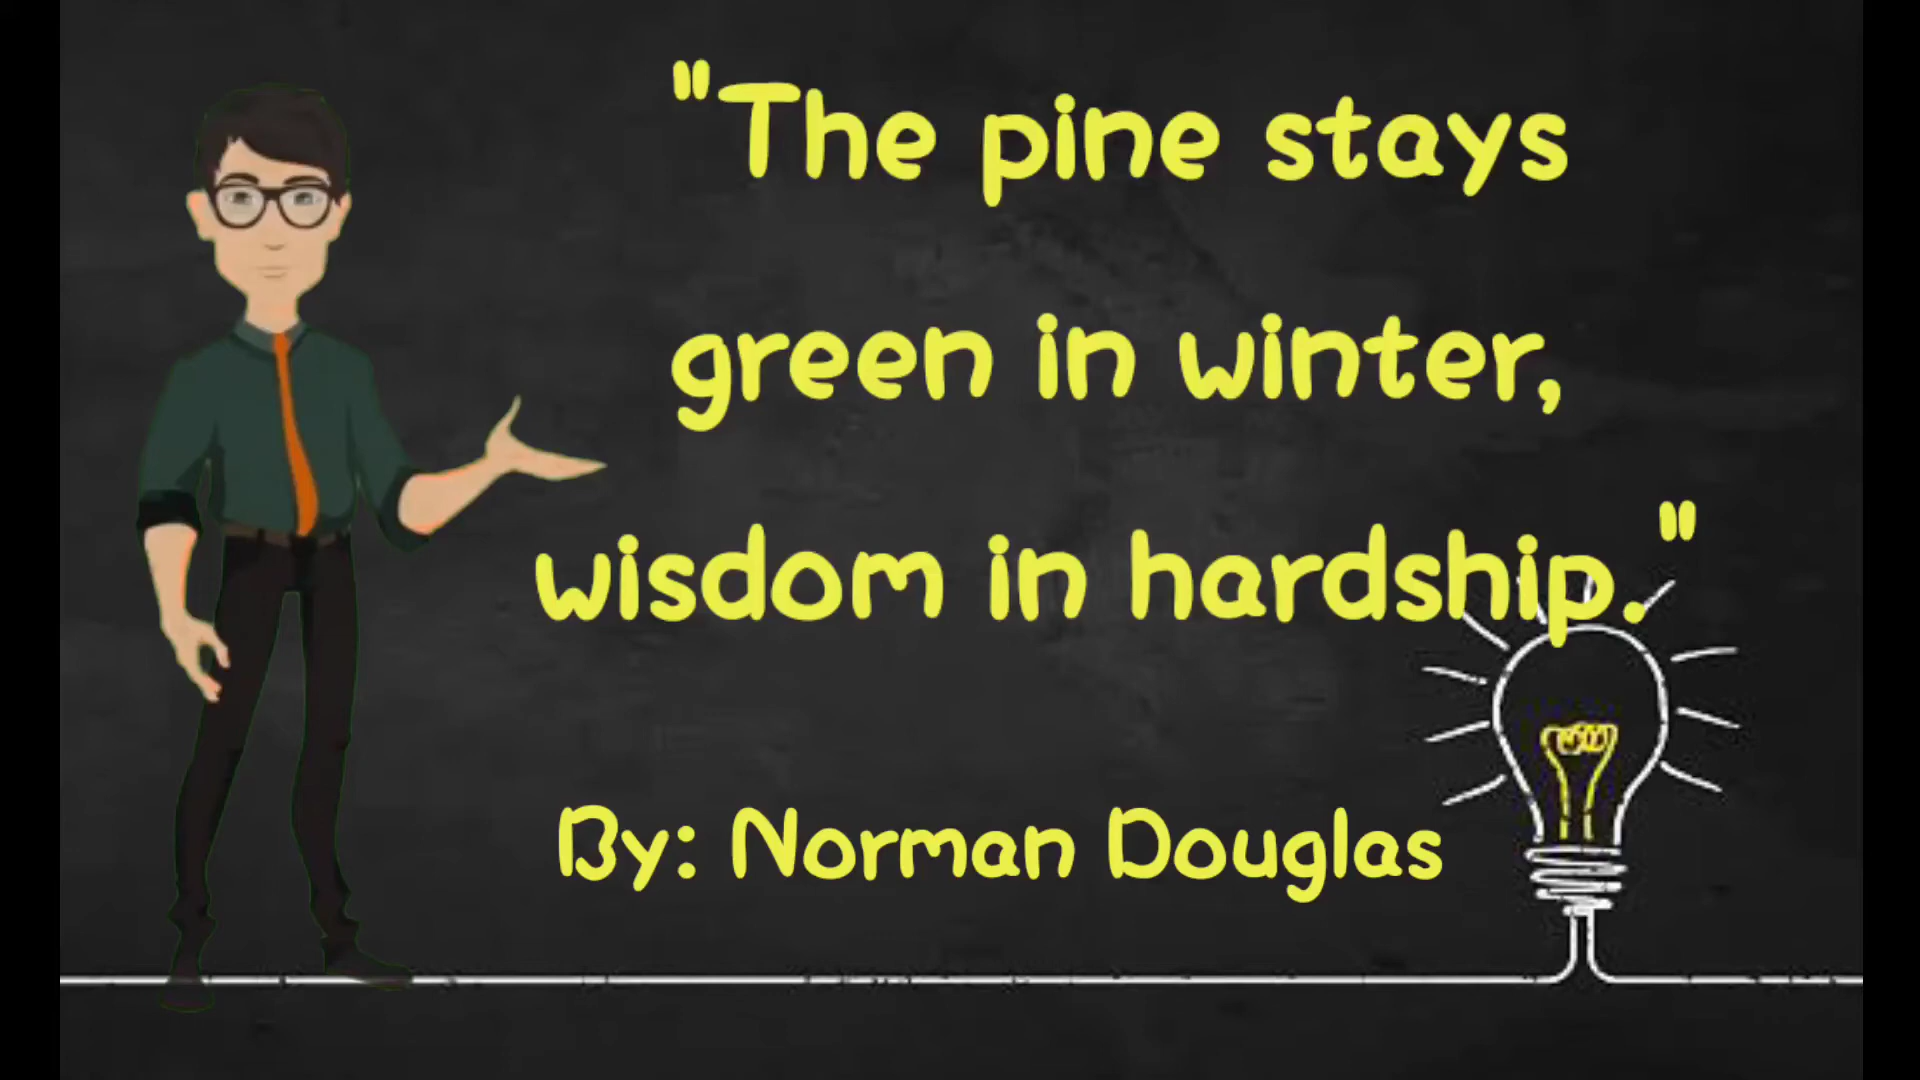 "The pine stays
green in winter,
wisdom in hardship."
By: Norman Douglas